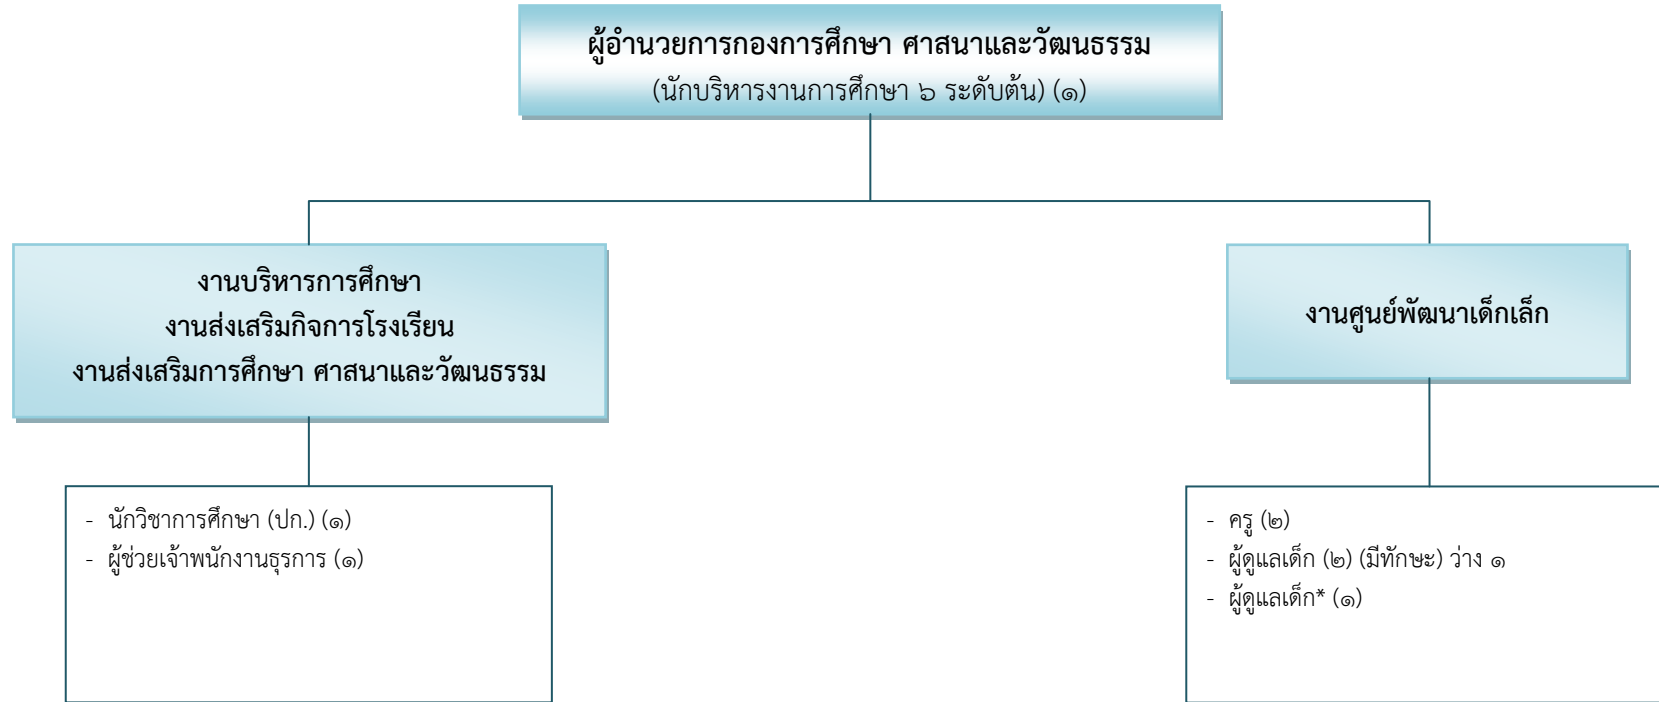 ผู้อำนวยการกองการศึกษา ศาสนาและวัฒนธรรม
(นักบริหารงานการศึกษา ๖ ระดับต้น) (๑)
งานบริหารการศึกษา
งานส่งเสริมกิจการโรงเรียน
งานส่งเสริมการศึกษา ศาสนาและวัฒนธรรม
งานศูนย์พัฒนาเด็กเล็ก
- นักวิชาการศึกษา (ปก.) (๑)
- ผู้ช่วยเจ้าพนักงานธุรการ (๑)
- ครู (๒)
- ผู้ดูแลเด็ก (๒) (มีทักษะ) ว่าง ๑
- ผู้ดูแลเด็ก* (๑)